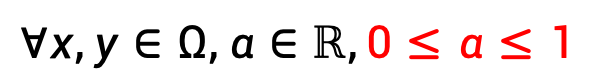 ∀x, y ∈ Ω, a ∈ ℝ, 0 ≤ a ≤ 1